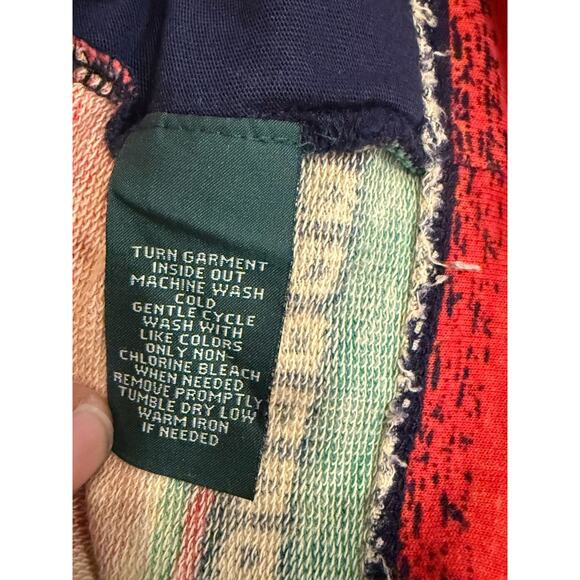 TURN GARMENT
INSIDE OUT
MACHINE WASH
COLD
GENTLE CYCLE
WASH WITH
LIKE COLORS
ONLY NON-
CHLORINE BLEACH
WHEN NEEDED
REMOVE PROMPTLY
TUMBLE DRY LOW
WARM IRON
IF NEEDED